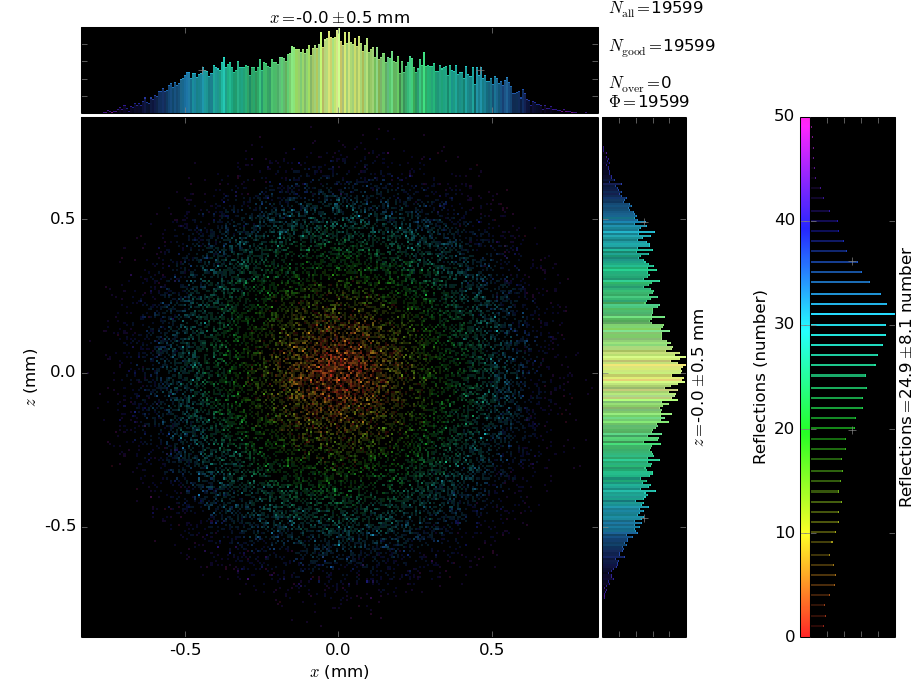 x = -0.0 ± 0.5 mm
N_all = 19599
N_good = 19599
N_over = 0
Φ = 19599
0.5
0.0
-0.5
z (mm)
-0.5
0.0
0.5
x (mm)
z = -0.0 ± 0.5 mm
50
40
30
20
10
0
Reflections (number)
Reflections = 24.9 ± 8.1 number